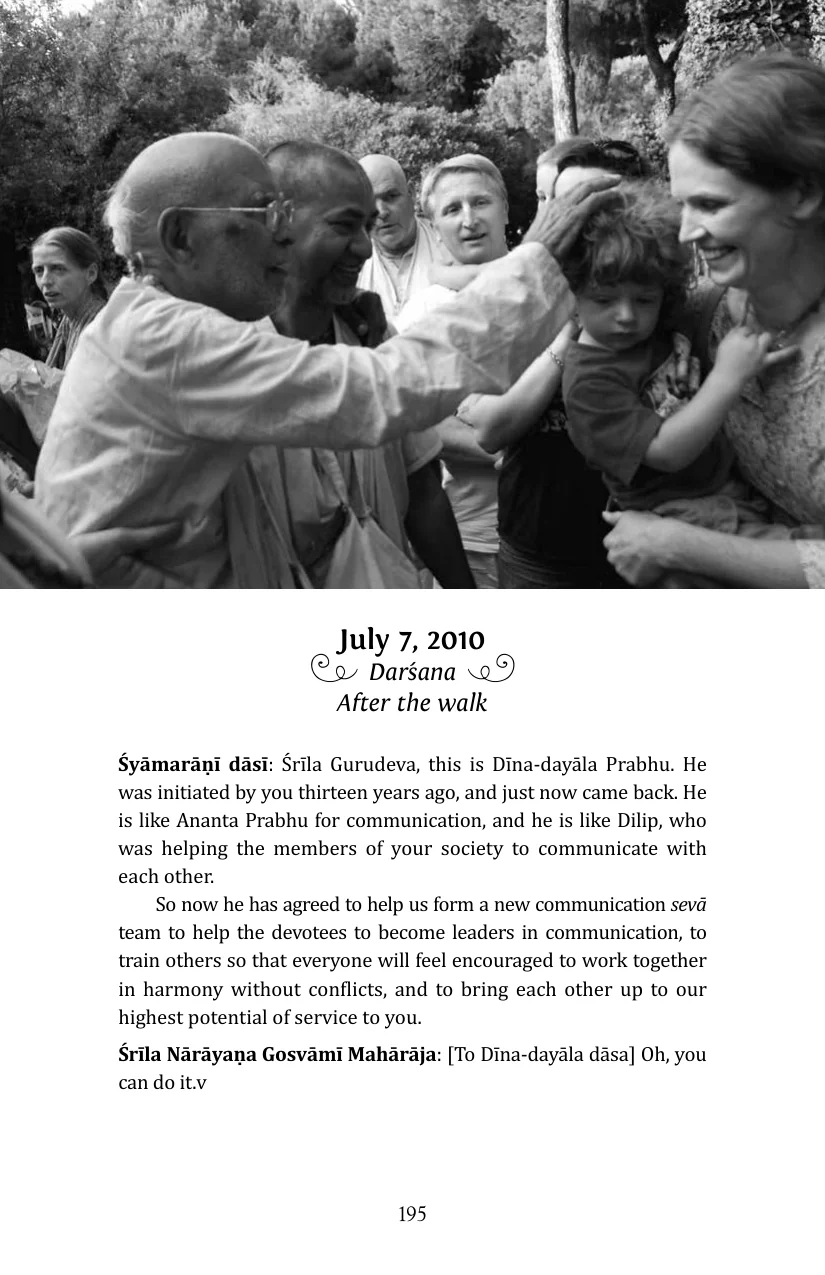 July 7, 2010
Darśana
After the walk
Śyāmarāṇī dāsī: Śrīla Gurudeva, this is Dīna-dayāla Prabhu. He
was initiated by you thirteen years ago, and just now came back. He
is like Ananta Prabhu for communication, and he is like Dilip, who
was helping the members of your society to communicate with
each other.
So now he has agreed to help us form a new communication sevā
team to help the devotees to become leaders in communication, to
train others so that everyone will feel encouraged to work together
in harmony without conflicts, and to bring each other up to our
highest potential of service to you.
Śrīla Nārāyaṇa Gosvāmī Mahārāja: [To Dīna-dayāla dāsa] Oh, you
can do it.v
195